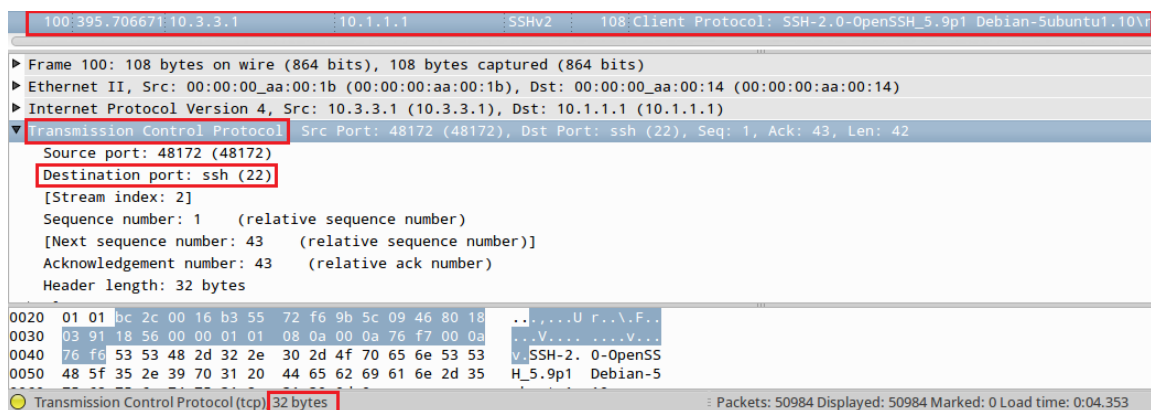 100 395.706671 10.3.3.1 10.1.1.1 SSHv2 108 Client Protocol: SSH-2.0-OpenSSH_5.9p1 Debian-5ubuntu1.10\r
Frame 100: 108 bytes on wire (864 bits), 108 bytes captured (864 bits)
Ethernet II, Src: 00:00:00_aa:00:1b (00:00:00:aa:00:1b), Dst: 00:00:00_aa:00:14 (00:00:00:aa:00:14)
Internet Protocol Version 4, Src: 10.3.3.1 (10.3.3.1), Dst: 10.1.1.1 (10.1.1.1)
Transmission Control Protocol, Src Port: 48172 (48172), Dst Port: ssh (22), Seq: 1, Ack: 43, Len: 42
Source port: 48172 (48172)
Destination port: ssh (22)
[Stream index: 2]
Sequence number: 1 (relative sequence number)
[Next sequence number: 43 (relative sequence number)]
Acknowledgement number: 43 (relative ack number)
Header length: 32 bytes
0020 01 01 bc 2c 00 16 b3 55 72 f6 9b 5c 09 46 80 18 ...,...U r..\.F..
0030 03 91 18 56 00 00 01 01 08 0a 00 0a 76 f7 00 0a ...V.... ....v...
0040 76 f6 53 53 48 2d 32 2e 30 2d 4f 70 65 6e 53 53 v.SSH-2. 0-OpenSS
0050 48 5f 35 2e 39 70 31 20 44 65 62 69 61 6e 2d 35 H_5.9p1 Debian-5
Transmission Control Protocol (tcp), 32 bytes Packets: 50984 Displayed: 50984 Marked: 0 Load time: 0:04.353